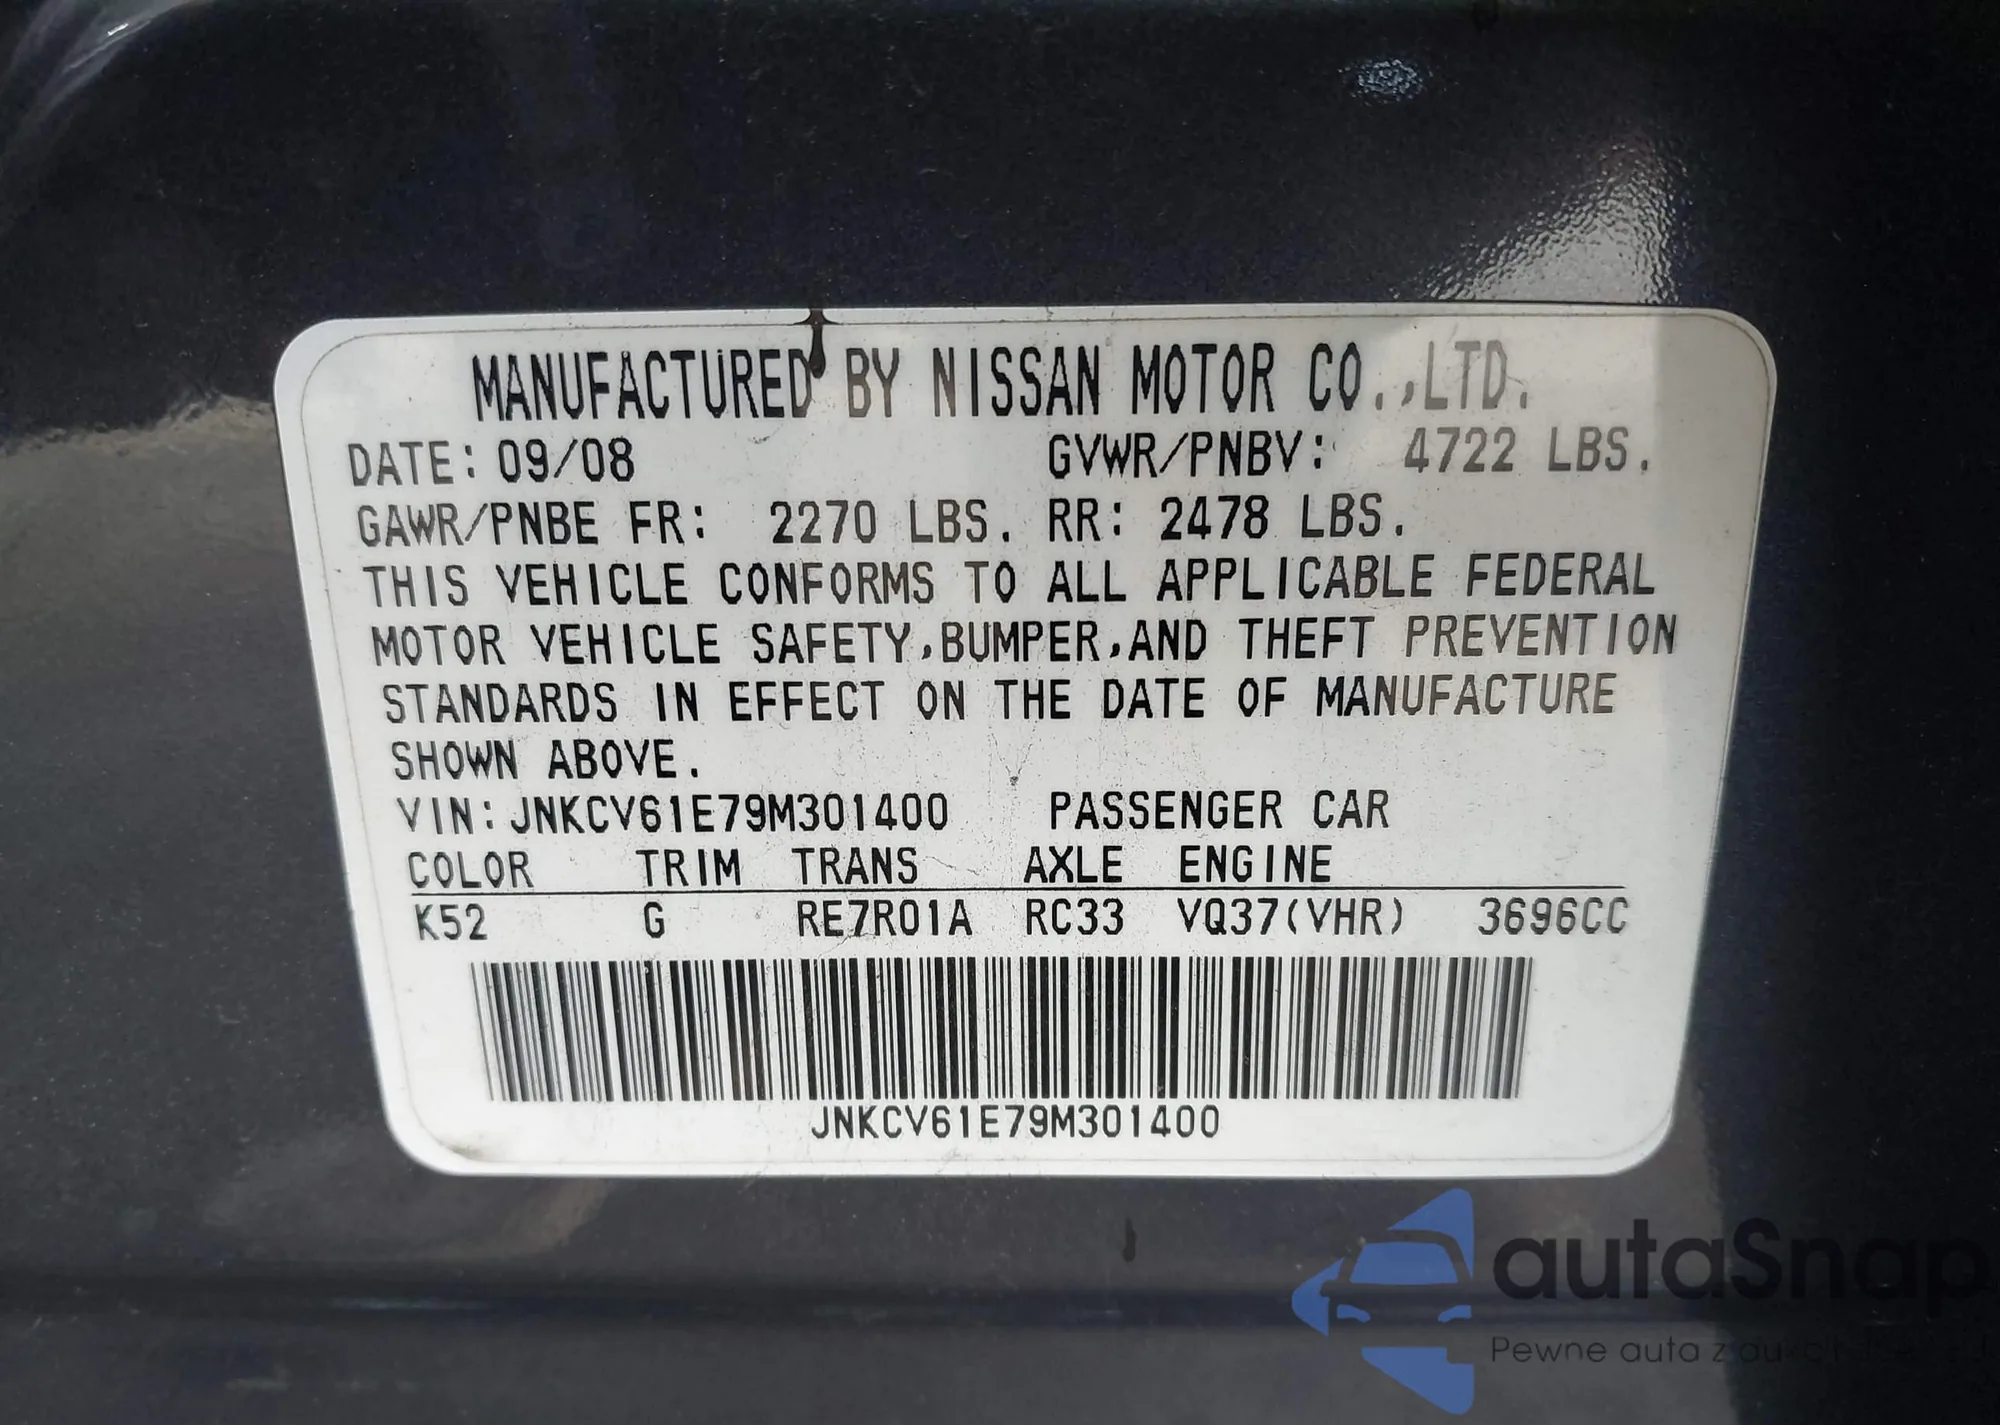 MANUFACTURED BY NISSAN MOTOR CO.,LTD.
DATE: 09/08 GVWR/PNBV: 4722 LBS.
GAWR/PNBE FR: 2270 LBS. RR: 2478 LBS.
THIS VEHICLE CONFORMS TO ALL APPLICABLE FEDERAL
MOTOR VEHICLE SAFETY,BUMPER,AND THEFT PREVENTION
STANDARDS IN EFFECT ON THE DATE OF MANUFACTURE
SHOWN ABOVE.
VIN: JNKCV61E79M301400 PASSENGER CAR
COLOR TRIM TRANS AXLE ENGINE
K52 G RE7R01A RC33 VQ37(VHR) 3696CC
JNKCV61E79M301400
autaSnap
Pewne auta z